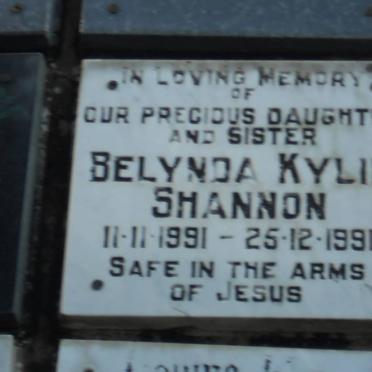 IN LOVING MEMORY
OF
OUR PRECIOUS DAUGHT
AND SISTER
BELYNDA KYLI
SHANNON
11·11·1991 – 25·12·1991
SAFE IN THE ARMS
OF JESUS